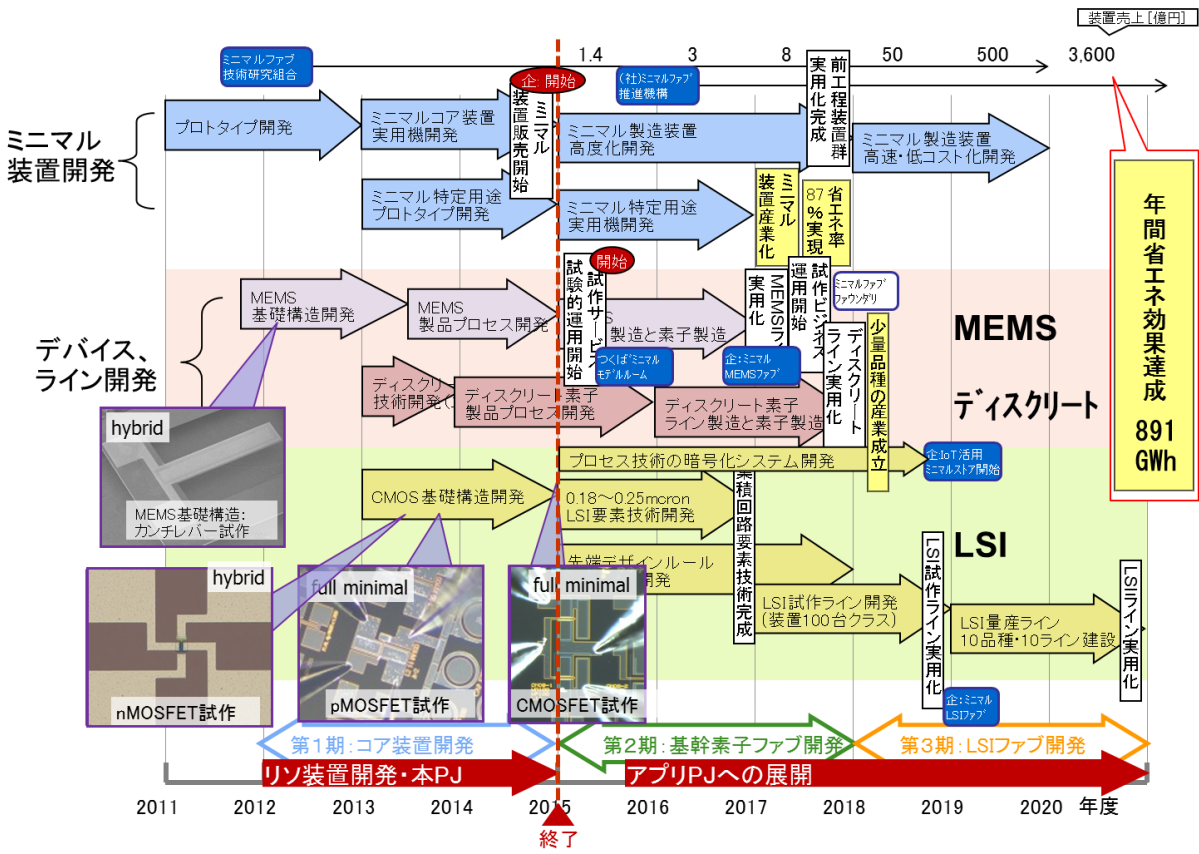 装置売上[億円]
ミニマルファブ
技術研究組合
1.4
3
8
50
500
3,600
企:開始
(社)ミニマルファブ
推進機構
前工程装置群
実用化完成
ミニマル
装置開発
プロトタイプ開発
ミニマルコア装置
実用機開発
ミニマル
装置販売開始
ミニマル製造装置
高度化開発
ミニマル製造装置
高速・低コスト化開発
ミニマル特定用途
プロトタイプ開発
ミニマル特定用途
実用機開発
ミニマル
装置産業化
省エネ率
87%実現
年間省エネ効果達成
891
GWh
デバイス、
ライン開発
MEMS
基礎構造開発
MEMS
製品プロセス開発
開始
試作サービス
試験的運用開始
製造と素子製造
MEMSライ
実用化
試作ビジネス
運用開始
ミニマルファブ
ファウンダリ
MEMS
つくばミニマル
モデルルーム
企:ミニマル
MEMSファブ
ディスクリート
ライン実用化
少量品種の産業成立
ディスクリ
技術開発(
ディスクリート素子
製品プロセス開発
ディスクリート素子
ライン製造と素子製造
ディスクリート
hybrid
MEMS基礎構造:
カンチレバー試作
プロセス技術の暗号化システム開発
企:IoT活用
ミニマルストア開始
CMOS基礎構造開発
0.18～0.25mcron
LSI要素技術開発
集積回路要素技術完成
LSI
先端デザインルール
開発
hybrid
nMOSFET試作
full minimal
pMOSFET試作
full minimal
CMOSFET試作
LSI試作ライン開発
(装置100台クラス)
LSI試作ライン実用化
LSI量産ライン
10品種・10ライン建設
LSIライン実用化
企:ミニマル
LSIファブ
第1期:コア装置開発
第2期:基幹素子ファブ開発
第3期:LSIファブ開発
リソ装置開発・本PJ
アプリPJへの展開
2011
2012
2013
2014
2015
2016
2017
2018
2019
2020
年度
終了